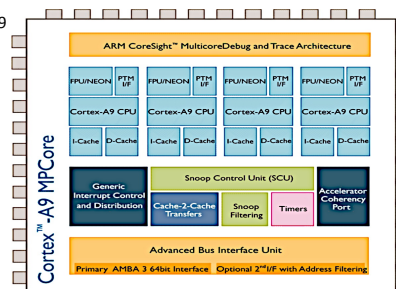 9
ARM CoreSight™ MulticoreDebug and Trace Architecture
FPU/NEON PTM I/F FPU/NEON PTM I/F FPU/NEON PTM I/F FPU/NEON PTM I/F
Cortex-A9 CPU Cortex-A9 CPU Cortex-A9 CPU Cortex-A9 CPU
I-Cache D-Cache I-Cache D-Cache I-Cache D-Cache I-Cache D-Cache
Generic
Interrupt Control
and Distribution
Snoop Control Unit (SCU)
Cache-2-Cache
Transfers
Snoop
Filtering
Timers
Accelerator
Coherency
Port
Advanced Bus Interface Unit
Primary AMBA 3 64bit Interface
Optional 2nd I/F with Address Filtering
Cortex™-A9 MPCore